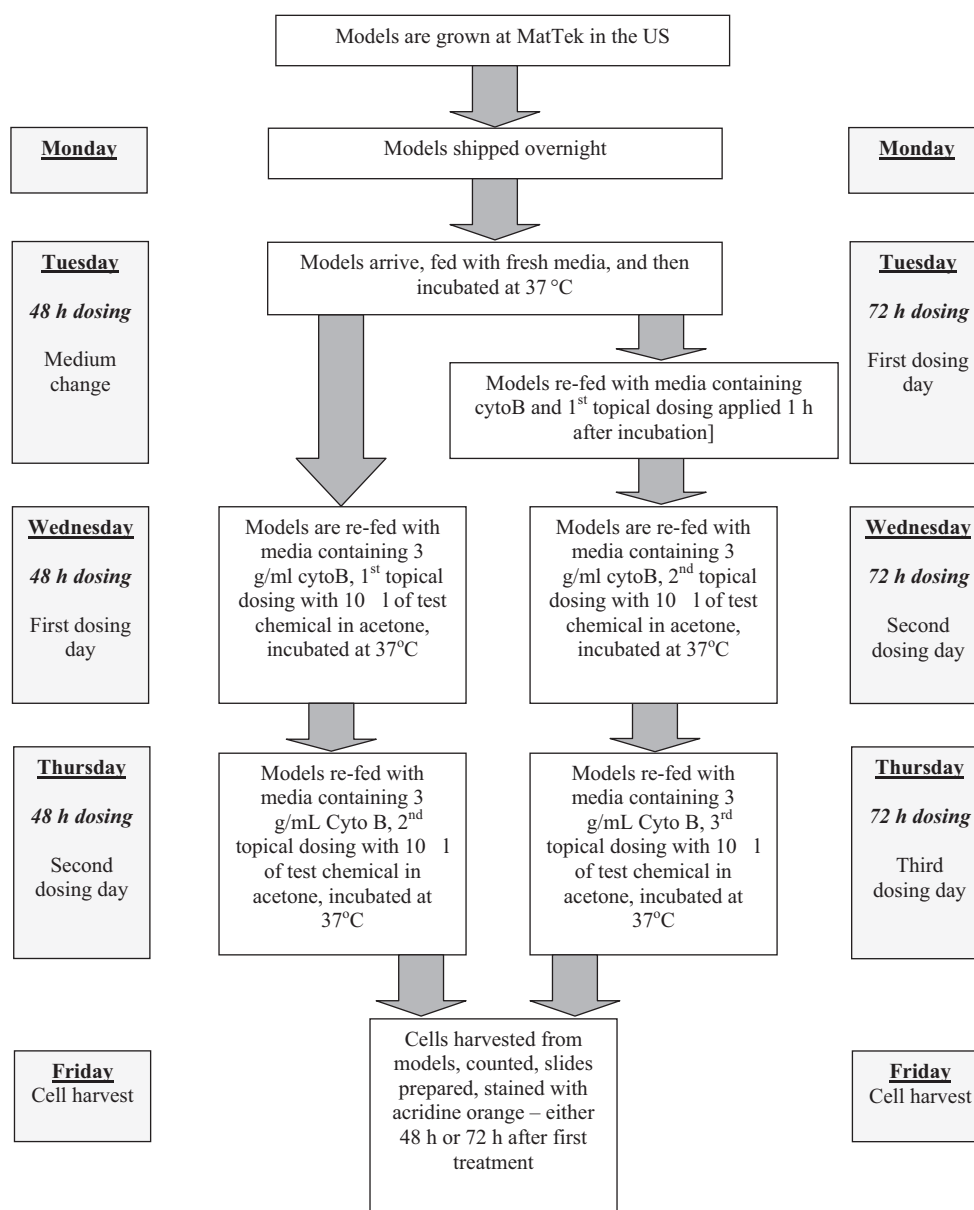 Models are grown at MatTek in the US
Monday
Models shipped overnight
Monday
Tuesday
48 h dosing
Medium
change
Models arrive, fed with fresh media, and then
incubated at 37 °C
Tuesday
72 h dosing
First dosing
day
Models re-fed with media containing
cytoB and 1st topical dosing applied 1 h
after incubation]
Wednesday
48 h dosing
First dosing
day
Models are re-fed with
media containing 3
g/ml cytoB, 1st topical
dosing with 10 l of test
chemical in acetone,
incubated at 37oC
Models are re-fed with
media containing 3
g/ml cytoB, 2nd topical
dosing with 10 l of test
chemical in acetone,
incubated at 37oC
Wednesday
72 h dosing
Second
dosing day
Thursday
48 h dosing
Second
dosing day
Models re-fed with
media containing 3
g/mL Cyto B, 2nd
topical dosing with 10 l
of test chemical in
acetone, incubated at
37oC
Models re-fed with
media containing 3
g/mL Cyto B, 3rd
topical dosing with 10 l
of test chemical in
acetone, incubated at
37oC
Thursday
72 h dosing
Third
dosing day
Friday
Cell harvest
Cells harvested from
models, counted, slides
prepared, stained with
acridine orange – either
48 h or 72 h after first
treatment
Friday
Cell harvest